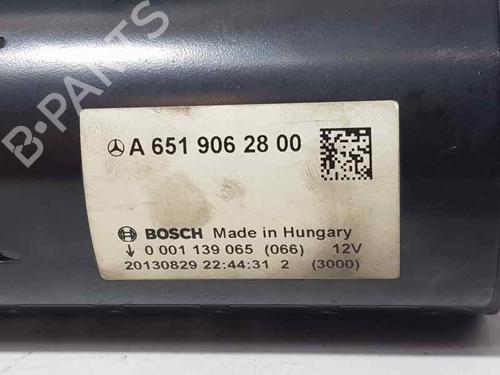 A 651 906 28 00
BOSCH Made in Hungary
0 001 139 065 (066) 12V
20130829 22:44:31 2 (3000)
B-PARTS